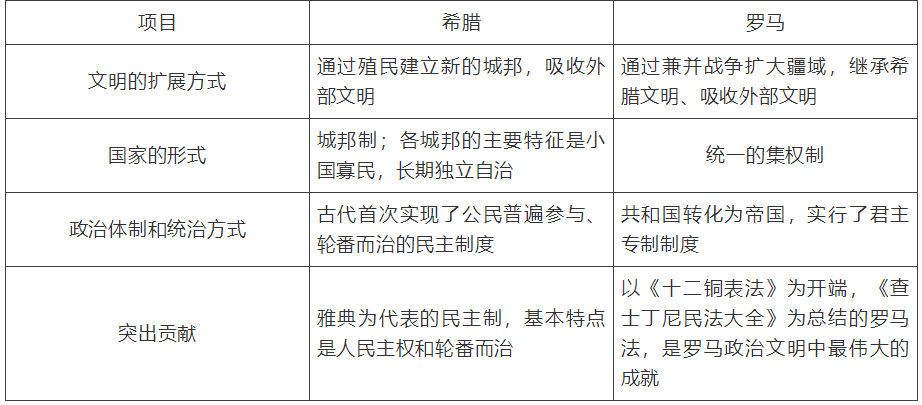 项目
希腊
罗马
文明的扩展方式
通过殖民建立新的城邦，吸收外
部文明
通过兼并战争扩大疆域，继承希
腊文明、吸收外部文明
国家的形式
城邦制；各城邦的主要特征是小
国寡民，长期独立自治
统一的集权制
政治体制和统治方式
古代首次实现了公民普遍参与、
轮番而治的民主制度
共和国转化为帝国，实行了君主
专制制度
突出贡献
雅典为代表的民主制，基本特点
是人民主权和轮番而治
以《十二铜表法》为开端，《查
士丁尼民法大全》为总结的罗马
法，是罗马政治文明中最伟大的
成就